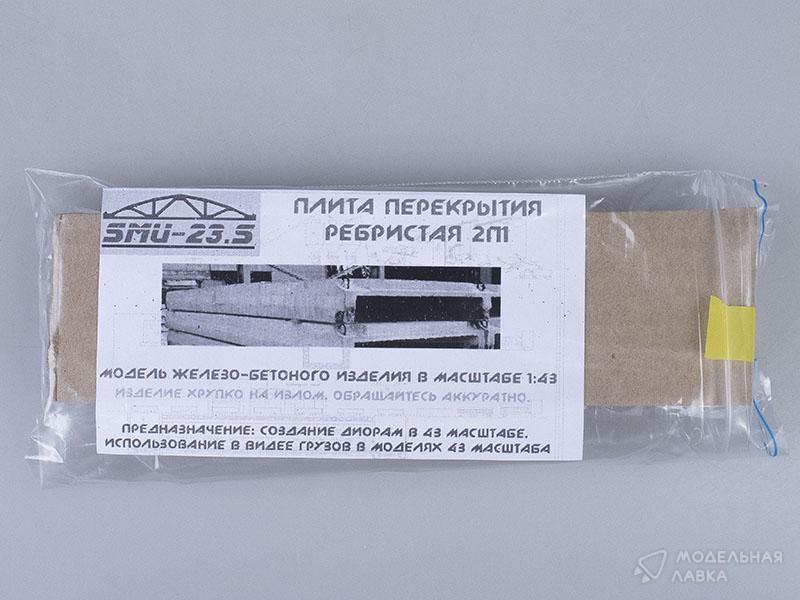 SMU-23.S
ПЛИТА ПЕРЕКРЫТИЯ
РЕБРИСТАЯ 2П1
МОДЕЛЬ ЖЕЛЕЗО-БЕТОНОГО ИЗДЕЛИЯ В МАСШТАБЕ 1:43
ИЗДЕЛИЕ ХРУПКО НА ИЗЛОМ. ОБРАЩАЙТЕСЬ АККУРАТНО.
ПРЕДНАЗНАЧЕНИЕ: СОЗДАНИЕ ДИОРАМ В 43 МАСШТАБЕ.
ИСПОЛЬЗОВАНИЕ В ВИДЕЕ ГРУЗОВ В МОДЕЛЯХ 43 МАСШТАБА
МОДЕЛЬНАЯ
ЛАВКА